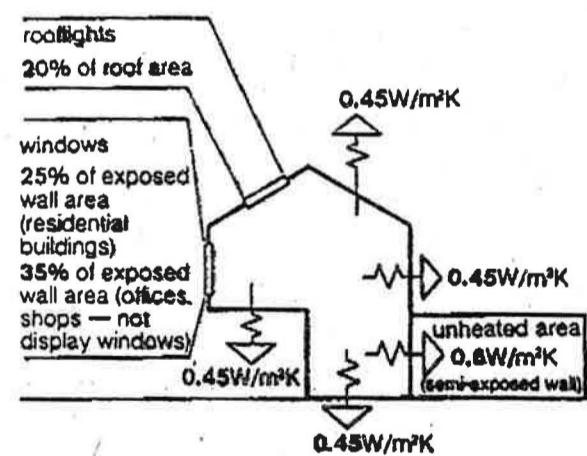 rooflights
20% of roof area
windows
25% of exposed
wall area
(residential
buildings)
35% of exposed
wall area (offices.
shops — not
display windows)
0.45W/m²K
0.45W/m²K
unheated area
0.6W/m²K
(semi-exposed wall)
0.45W/m²K
0.45W/m²K